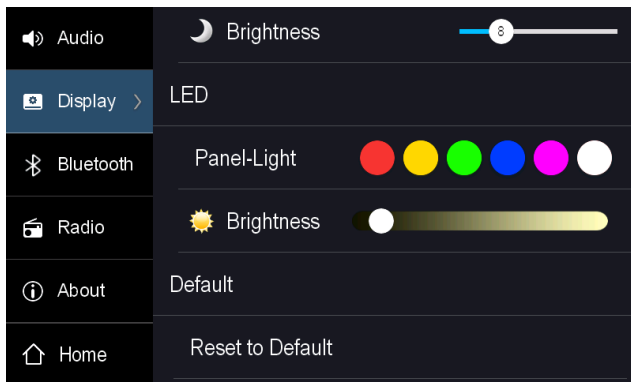 Audio
Display
Bluetooth
Radio
About
Home
Brightness
8
LED
Panel-Light
Brightness
Default
Reset to Default